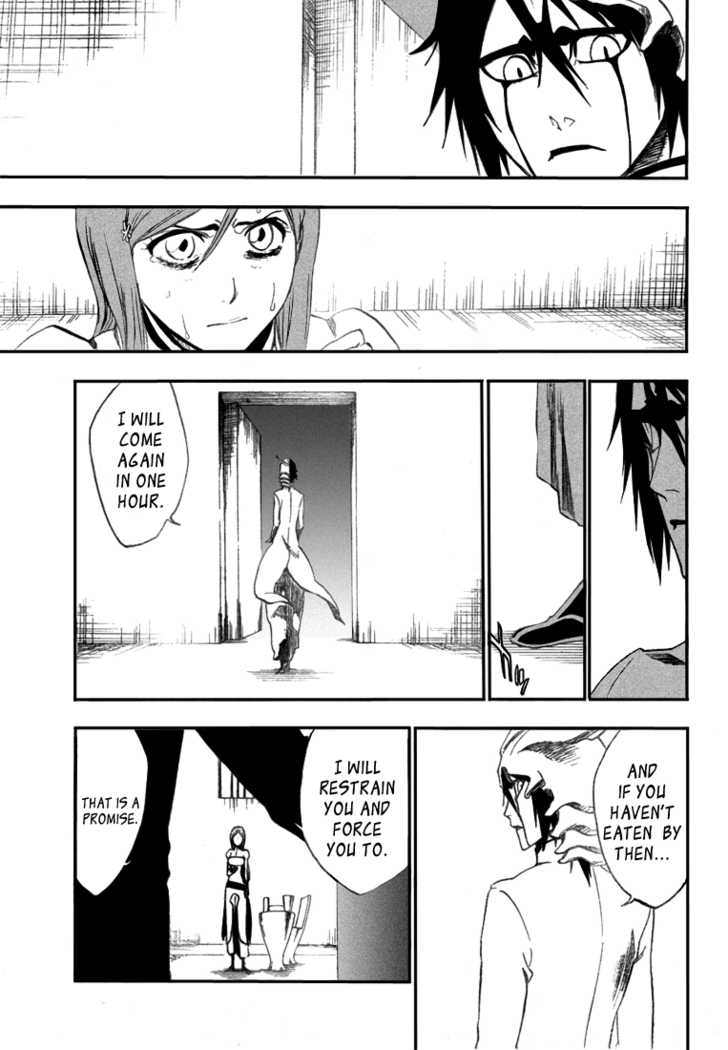 I WILL
COME
AGAIN
IN ONE
HOUR.
AND
IF YOU
HAVEN'T
EATEN BY
THEN...
I WILL
RESTRAIN
YOU AND
FORCE
YOU TO.
THAT IS A
PROMISE.